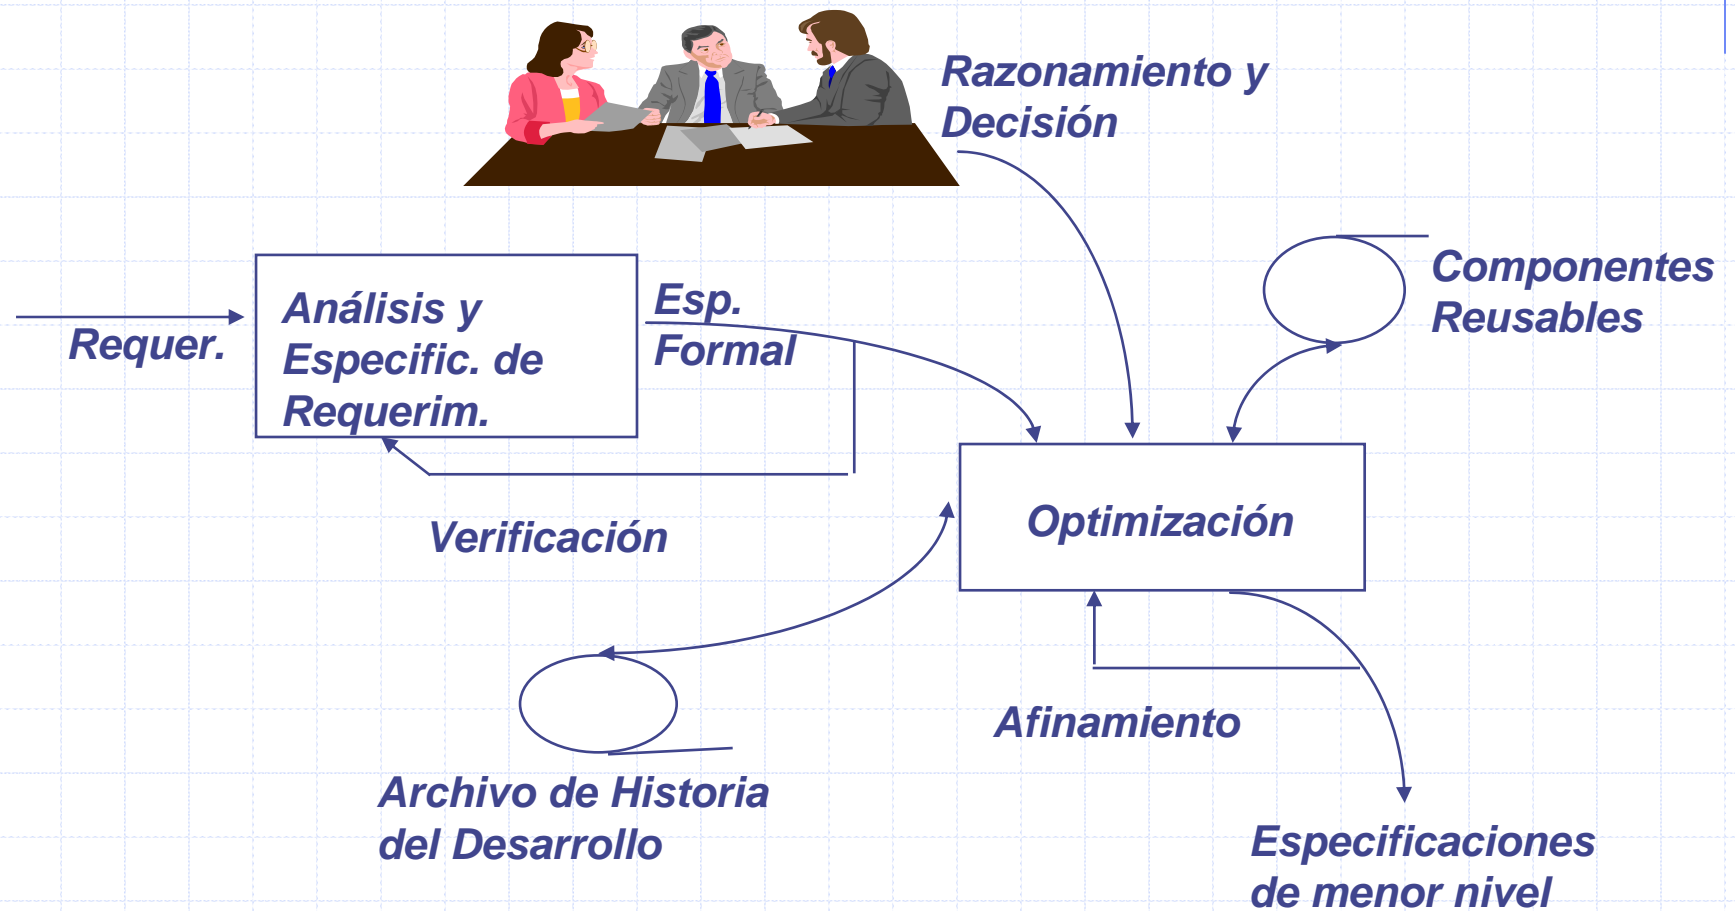 Razonamiento y
Decisión
Componentes
Reusables
Requer.
Análisis y
Especific. de
Requerim.
Esp.
Formal
Verificación
Optimización
Afinamiento
Archivo de Historia
del Desarrollo
Especificaciones
de menor nivel